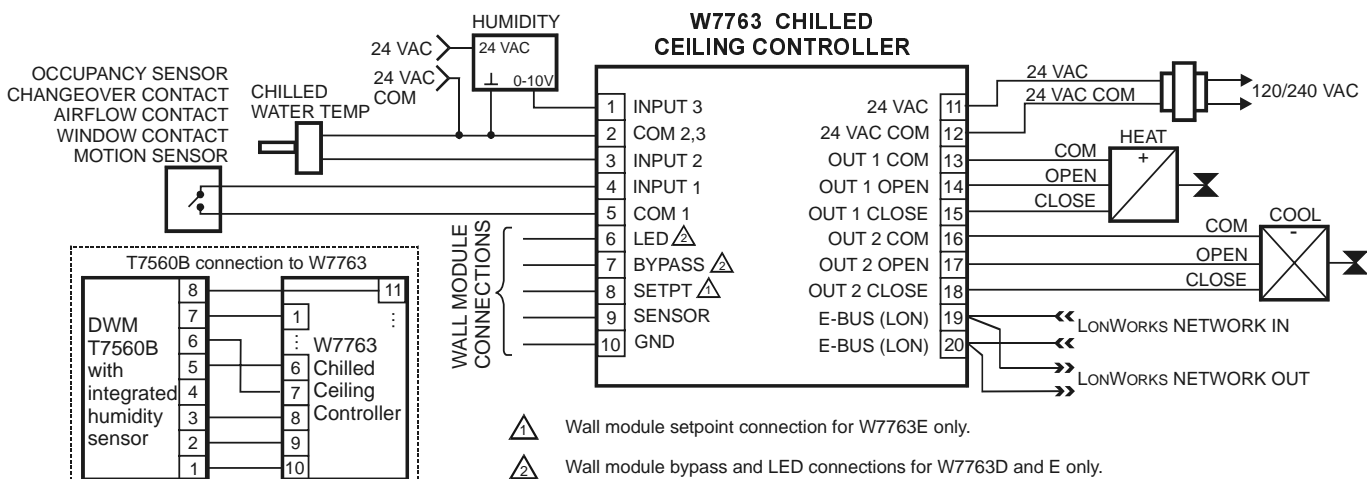 W7763 CHILLED
CEILING CONTROLLER
HUMIDITY
24 VAC
24 VAC
24 VAC
COM
⊥ 0-10V
OCCUPANCY SENSOR
CHANGEOVER CONTACT
AIRFLOW CONTACT
WINDOW CONTACT
MOTION SENSOR
CHILLED
WATER TEMP
1 INPUT 3
2 COM 2,3
3 INPUT 2
4 INPUT 1
5 COM 1
6 LED 2
7 BYPASS 2
8 SETPT 1
9 SENSOR
10 GND
WALL MODULE
CONNECTIONS
24 VAC 11
24 VAC COM 12
OUT 1 COM 13
OUT 1 OPEN 14
OUT 1 CLOSE 15
OUT 2 COM 16
OUT 2 OPEN 17
OUT 2 CLOSE 18
E-BUS (LON) 19
E-BUS (LON) 20
24 VAC
24 VAC COM
120/240 VAC
HEAT
+
COM
OPEN
CLOSE
COOL
-
COM
OPEN
CLOSE
LONWORKS NETWORK IN
LONWORKS NETWORK OUT
T7560B connection to W7763
DWM
T7560B
with
integrated
humidity
sensor
8
7
6
5
4
3
2
1
11
1
6
7
8
9
10
W7763
Chilled
Ceiling
Controller
1 Wall module setpoint connection for W7763E only.
2 Wall module bypass and LED connections for W7763D and E only.